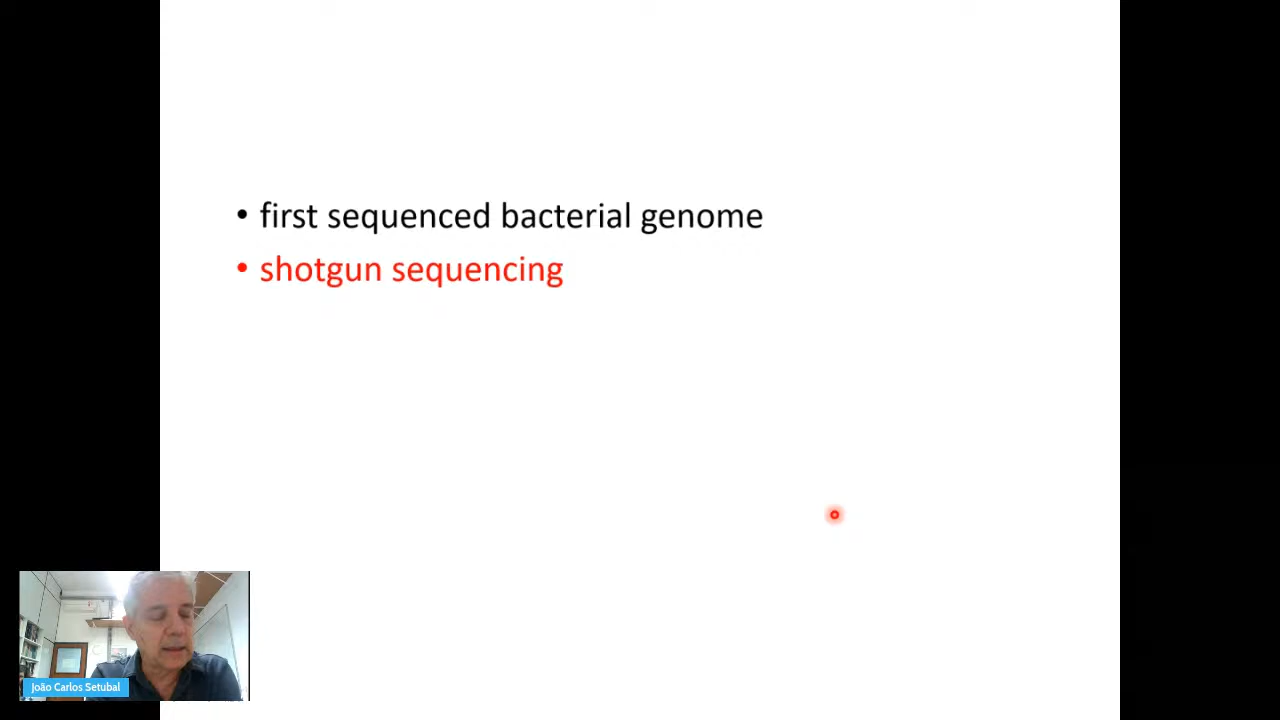 • first sequenced bacterial genome
• shotgun sequencing
João Carlos Setubal